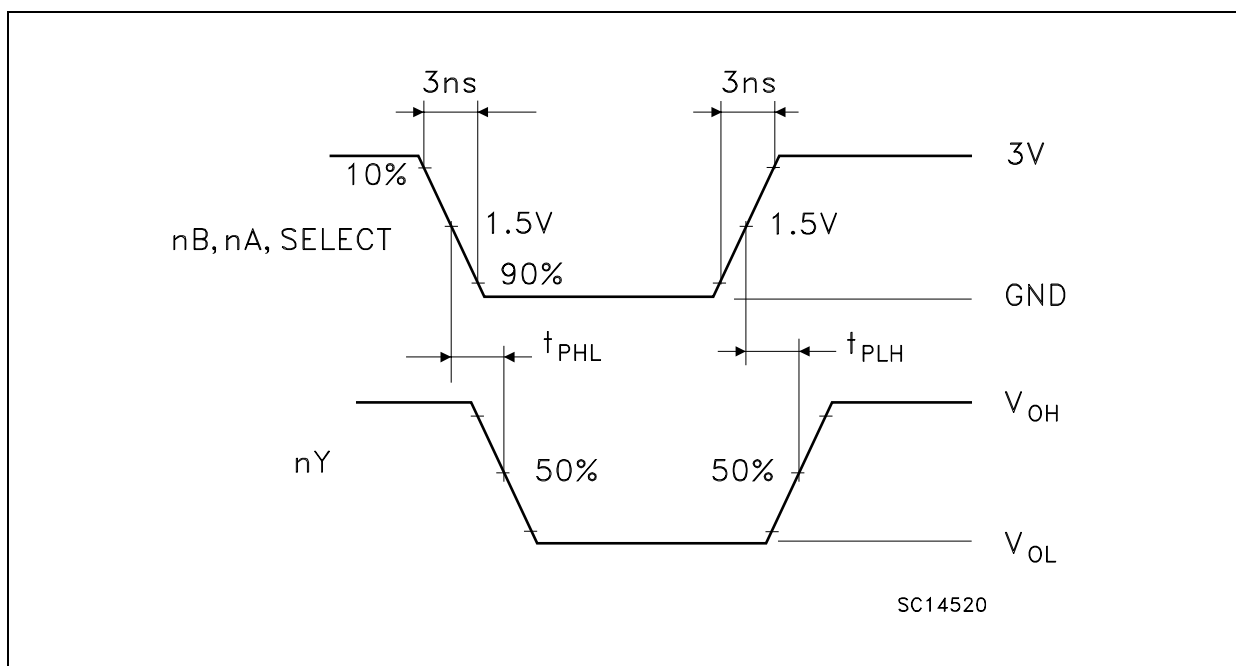 3ns 3ns
3V
10%
1.5V 1.5V
nB, nA, SELECT
90%
GND
tPHL tPLH
VOH
nY
50% 50%
VOL
SC14520